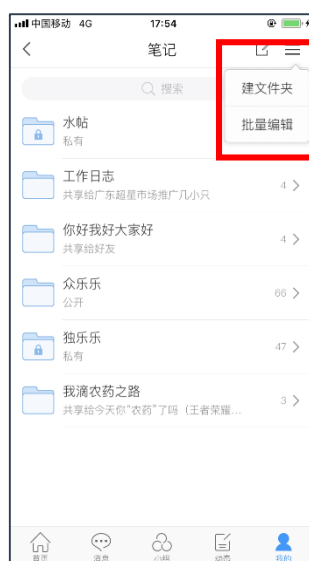 中国移动 4G 17:54
笔记
搜索
建文件夹
批量编辑
水帖
私有
工作日志
共享给广东超星市场推广几小只
4
你好我好大家好
共享给好友
4
众乐乐
公开
66
独乐乐
私有
47
我滴农药之路
共享给今天你“农药”了吗（王者荣耀...
3
首页
消息
小组
动态
我的